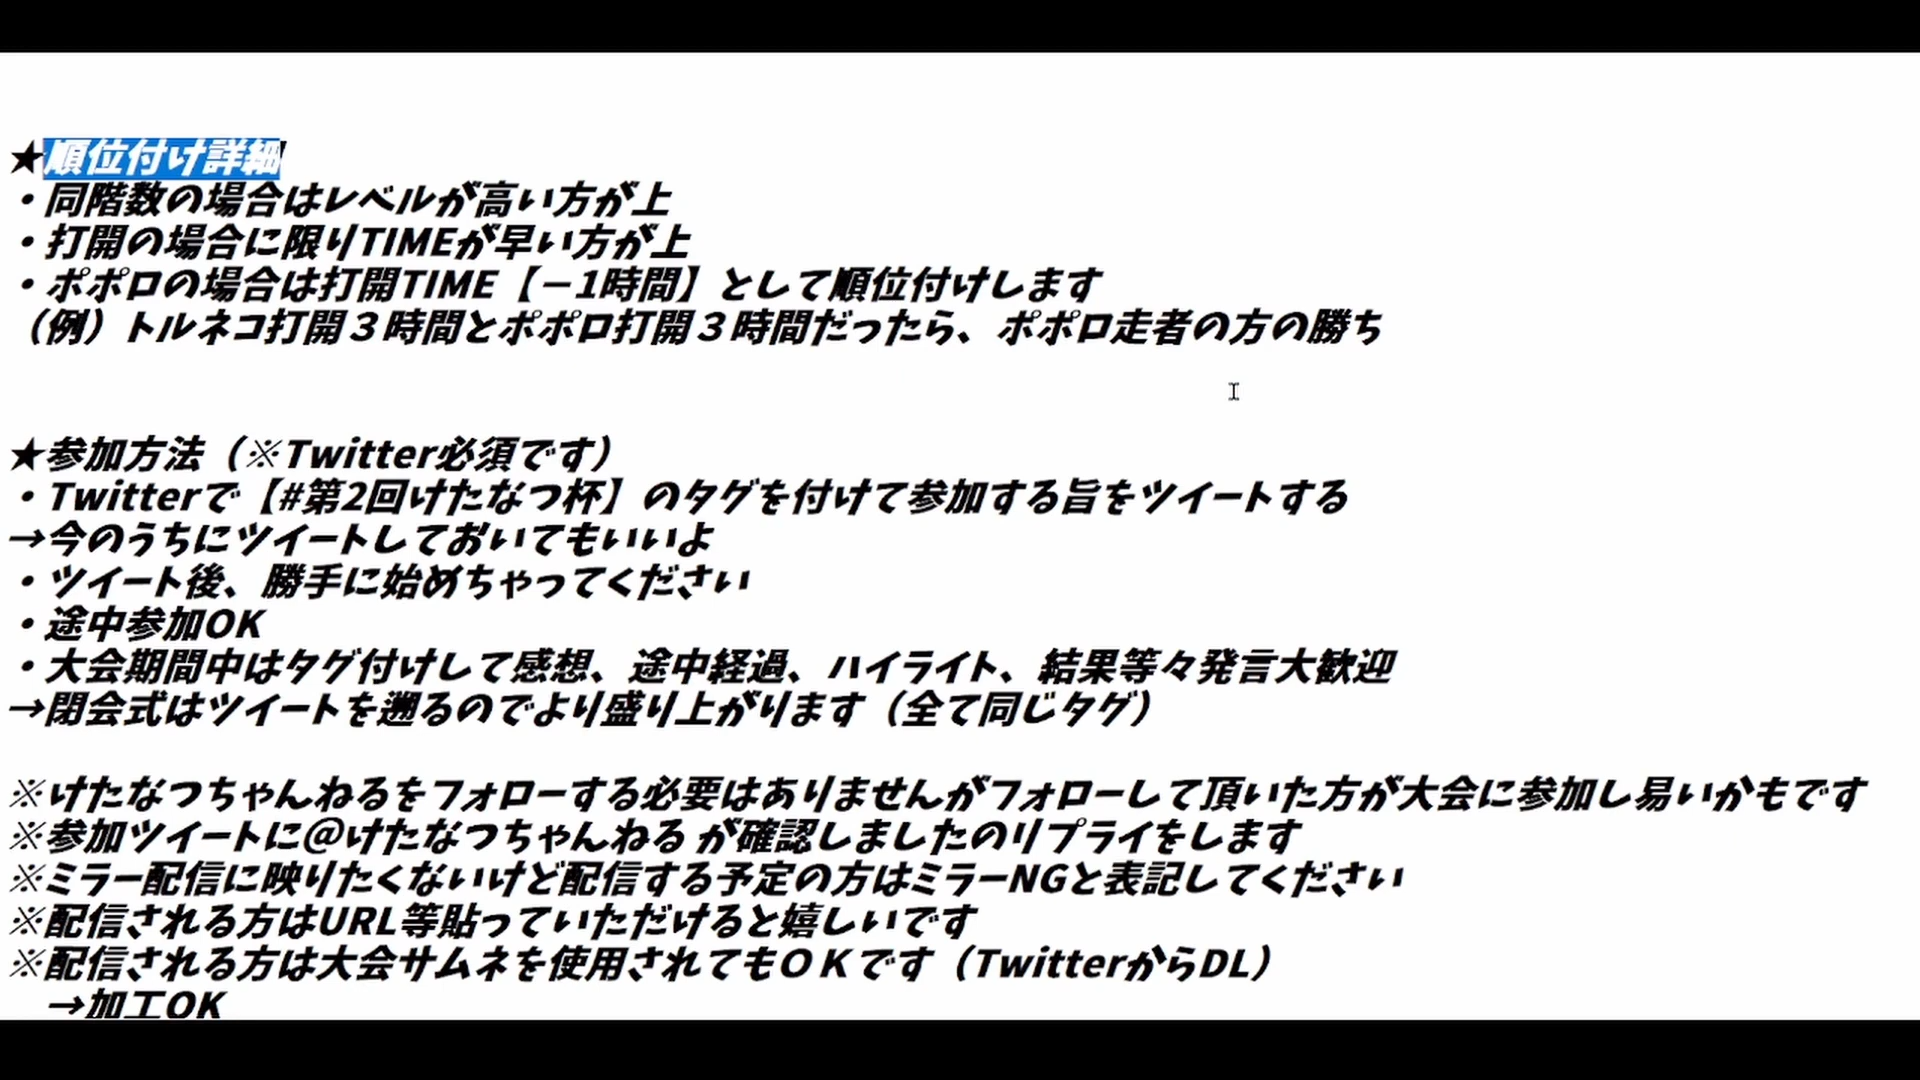 ★順位付け詳細
・同階数の場合はレベルが高い方が上
・打開の場合に限りTIMEが早い方が上
・ポポロの場合は打開TIME【－1時間】として順位付けします
（例）トルネコ打開３時間とポポロ打開３時間だったら、ポポロ走者の方の勝ち
★参加方法（※Twitter必須です）
・Twitterで【#第2回けたなつ杯】のタグを付けて参加する旨をツイートする
→今のうちにツイートしておいてもいいよ
・ツイート後、勝手に始めちゃってください
・途中参加OK
・大会期間中はタグ付けして感想、途中経過、ハイライト、結果等々発言大歓迎
→閉会式はツイートを遡るのでより盛り上がります（全て同じタグ）
※けたなつちゃんねるをフォローする必要はありませんがフォローして頂いた方が大会に参加し易いかもです
※参加ツイートに@けたなつちゃんねる が確認しましたのリプライをします
※ミラー配信に映りたくないけど配信する予定の方はミラーNGと表記してください
※配信される方はURL等貼っていただけると嬉しいです
※配信される方は大会サムネを使用されてもＯＫです（TwitterからDL）
→加工OK